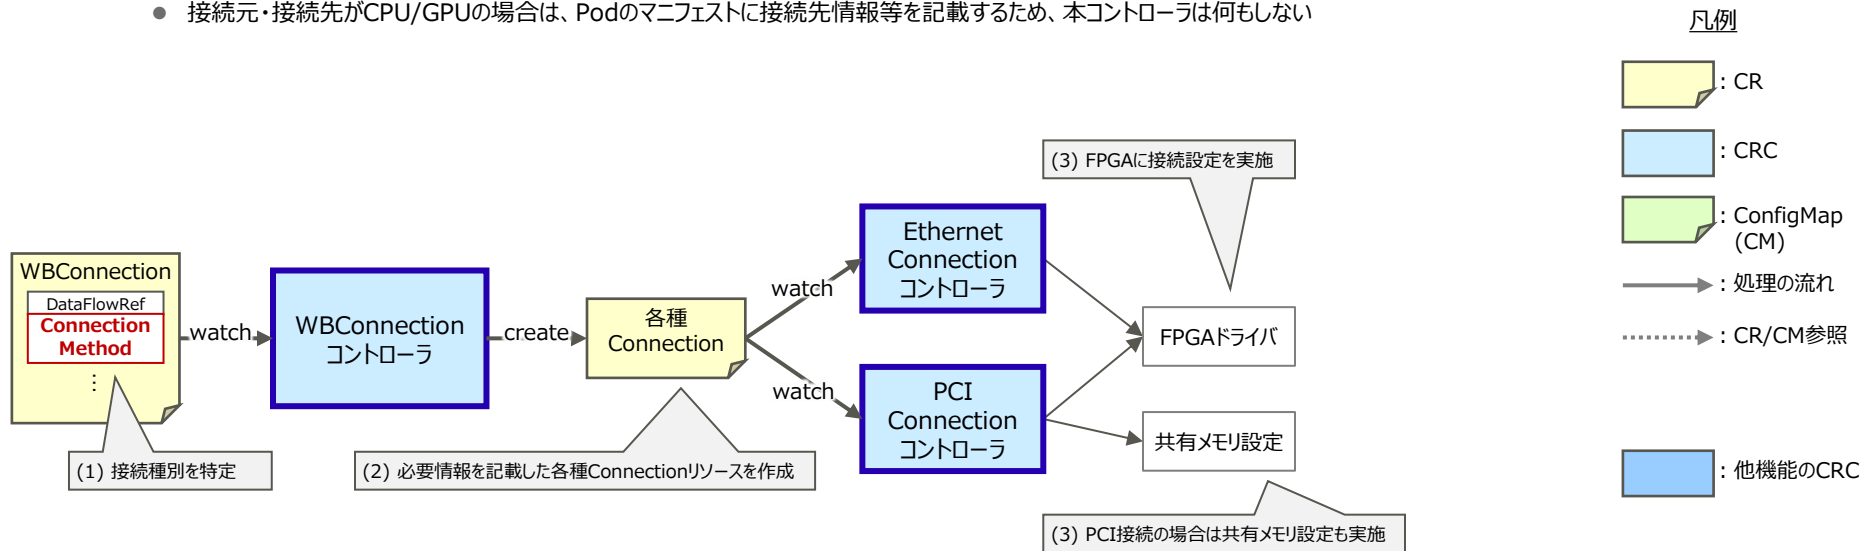 ● 接続元・接続先がCPU/GPUの場合は、Podのマニフェストに接続先情報等を記載するため、本コントローラは何もしない
凡例
: CR
: CRC
: ConfigMap
(CM)
: 処理の流れ
: CR/CM参照
: 他機能のCRC
(3) FPGAに接続設定を実施
WBConnection
DataFlowRef
Connection
Method
⋮
watch
WBConnection
コントローラ
create
各種
Connection
watch
watch
Ethernet
Connection
コントローラ
PCI
Connection
コントローラ
FPGAドライバ
共有メモリ設定
(1) 接続種別を特定
(2) 必要情報を記載した各種Connectionリソースを作成
(3) PCI接続の場合は共有メモリ設定も実施